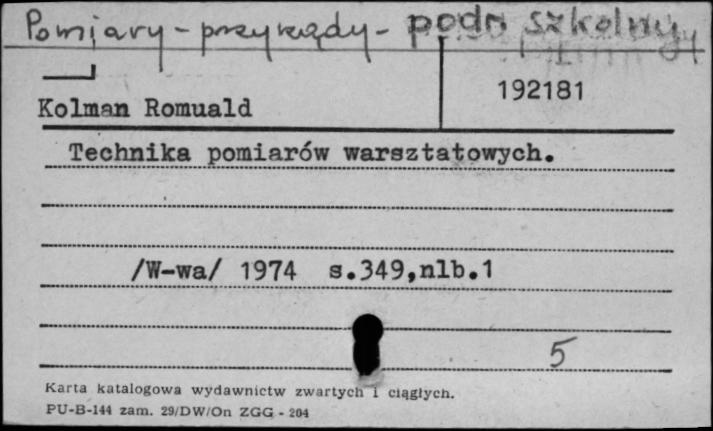 Pomiary - przyrządy - podr szkolny
192181
Kolman Romuald
Technika pomiarów warsztatowych.
/W-wa/ 1974 s.349,nlb.1
5
Karta katalogowa wydawnictw zwartych i ciągłych.
PU-B-144 zam. 29/DW/On ZGG - 204